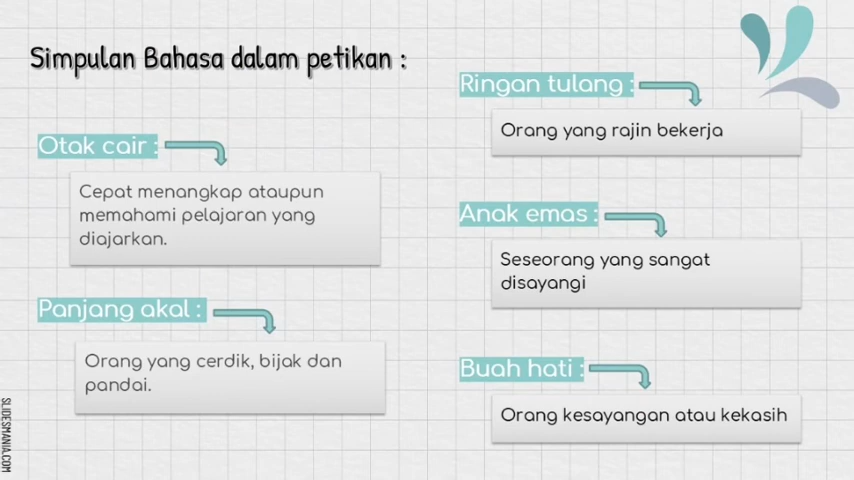 Simpulan Bahasa dalam petikan :
Otak cair :
Cepat menangkap ataupun
memahami pelajaran yang
diajarkan.
Panjang akal :
Orang yang cerdik, bijak dan
pandai.
Ringan tulang :
Orang yang rajin bekerja
Anak emas :
Seseorang yang sangat
disayangi
Buah hati :
Orang kesayangan atau kekasih
SLIDESMANIA.COM